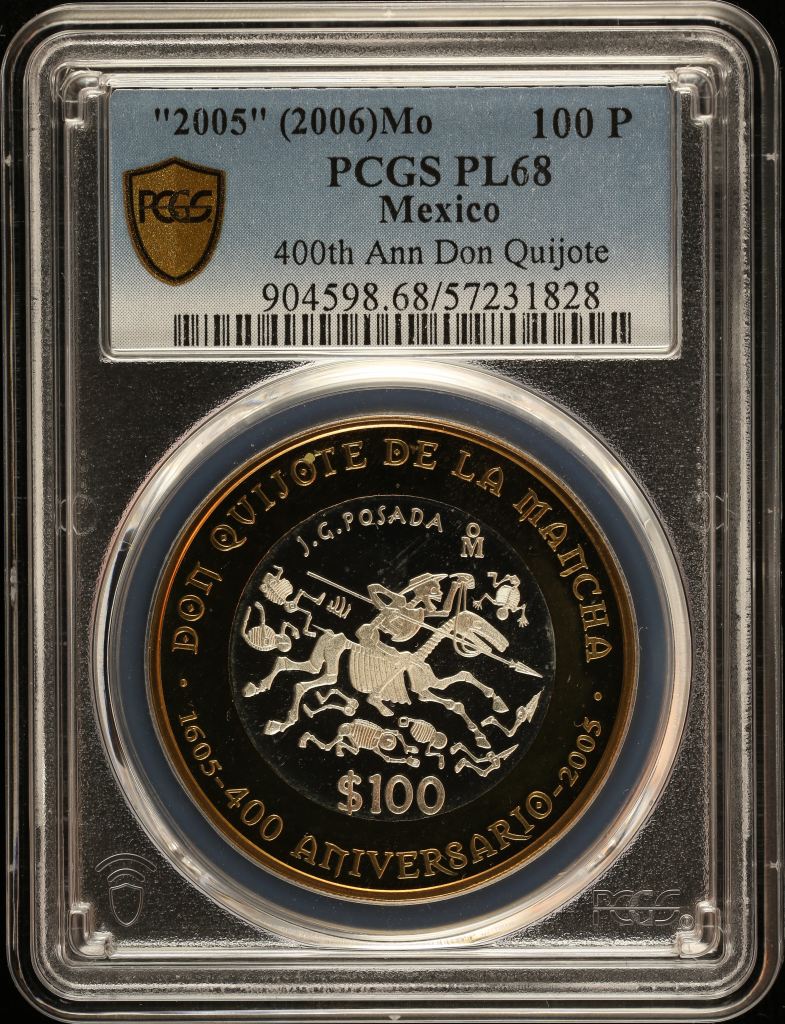 "2005" (2006)Mo 100 P
PCGS PL68
PCGS
Mexico
400th Ann Don Quijote
904598.68/57231828
DON QUIJOTE DE LA MANCHA
J.G.POSADA
OM
$100
· 1605-400 ANIVERSARIO-2005 ·
PCGS